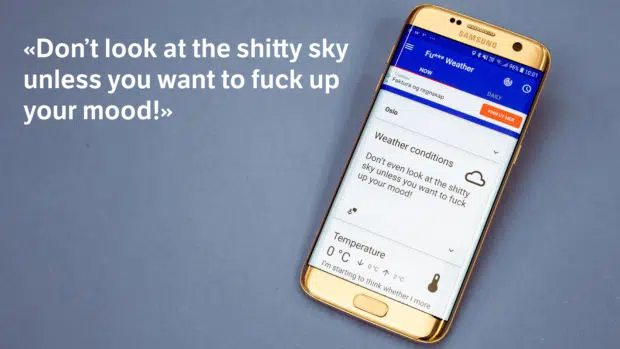 «Don’t look at the shitty sky
unless you want to fuck up
your mood!»
SAMSUNG
96% 10:01
Fu*** Weather
NOW
DAILY
Faktura og regnskap
Oslo
Weather conditions
Don't even look at the shitty
sky unless you want to fuck
up your mood!
Temperature
0 °C ↓ 0 °C ↑ 2 °C
I'm starting to think whether I more